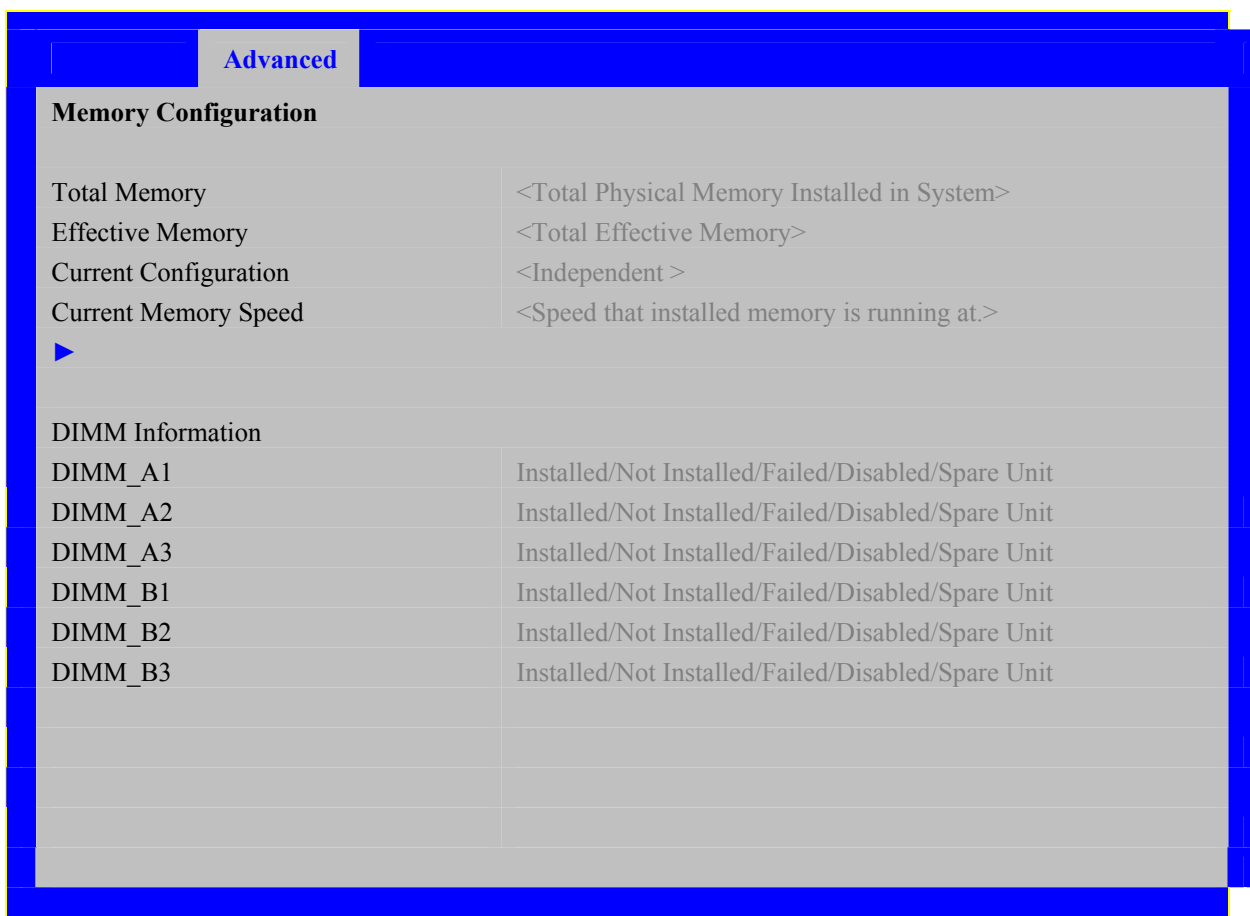 Advanced
Memory Configuration
Total Memory <Total Physical Memory Installed in System>
Effective Memory <Total Effective Memory>
Current Configuration <Independent >
Current Memory Speed <Speed that installed memory is running at.>
►
DIMM Information
DIMM_A1 Installed/Not Installed/Failed/Disabled/Spare Unit
DIMM_A2 Installed/Not Installed/Failed/Disabled/Spare Unit
DIMM_A3 Installed/Not Installed/Failed/Disabled/Spare Unit
DIMM_B1 Installed/Not Installed/Failed/Disabled/Spare Unit
DIMM_B2 Installed/Not Installed/Failed/Disabled/Spare Unit
DIMM_B3 Installed/Not Installed/Failed/Disabled/Spare Unit